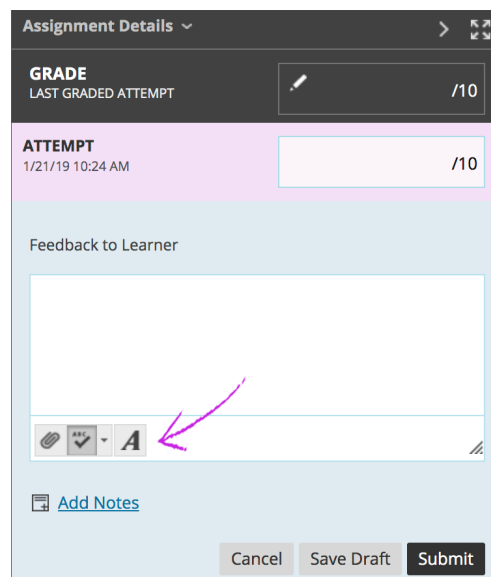 Assignment Details
GRADE
LAST GRADED ATTEMPT
/10
ATTEMPT
1/21/19 10:24 AM
/10
Feedback to Learner
ABC
A
Add Notes
Cancel Save Draft Submit